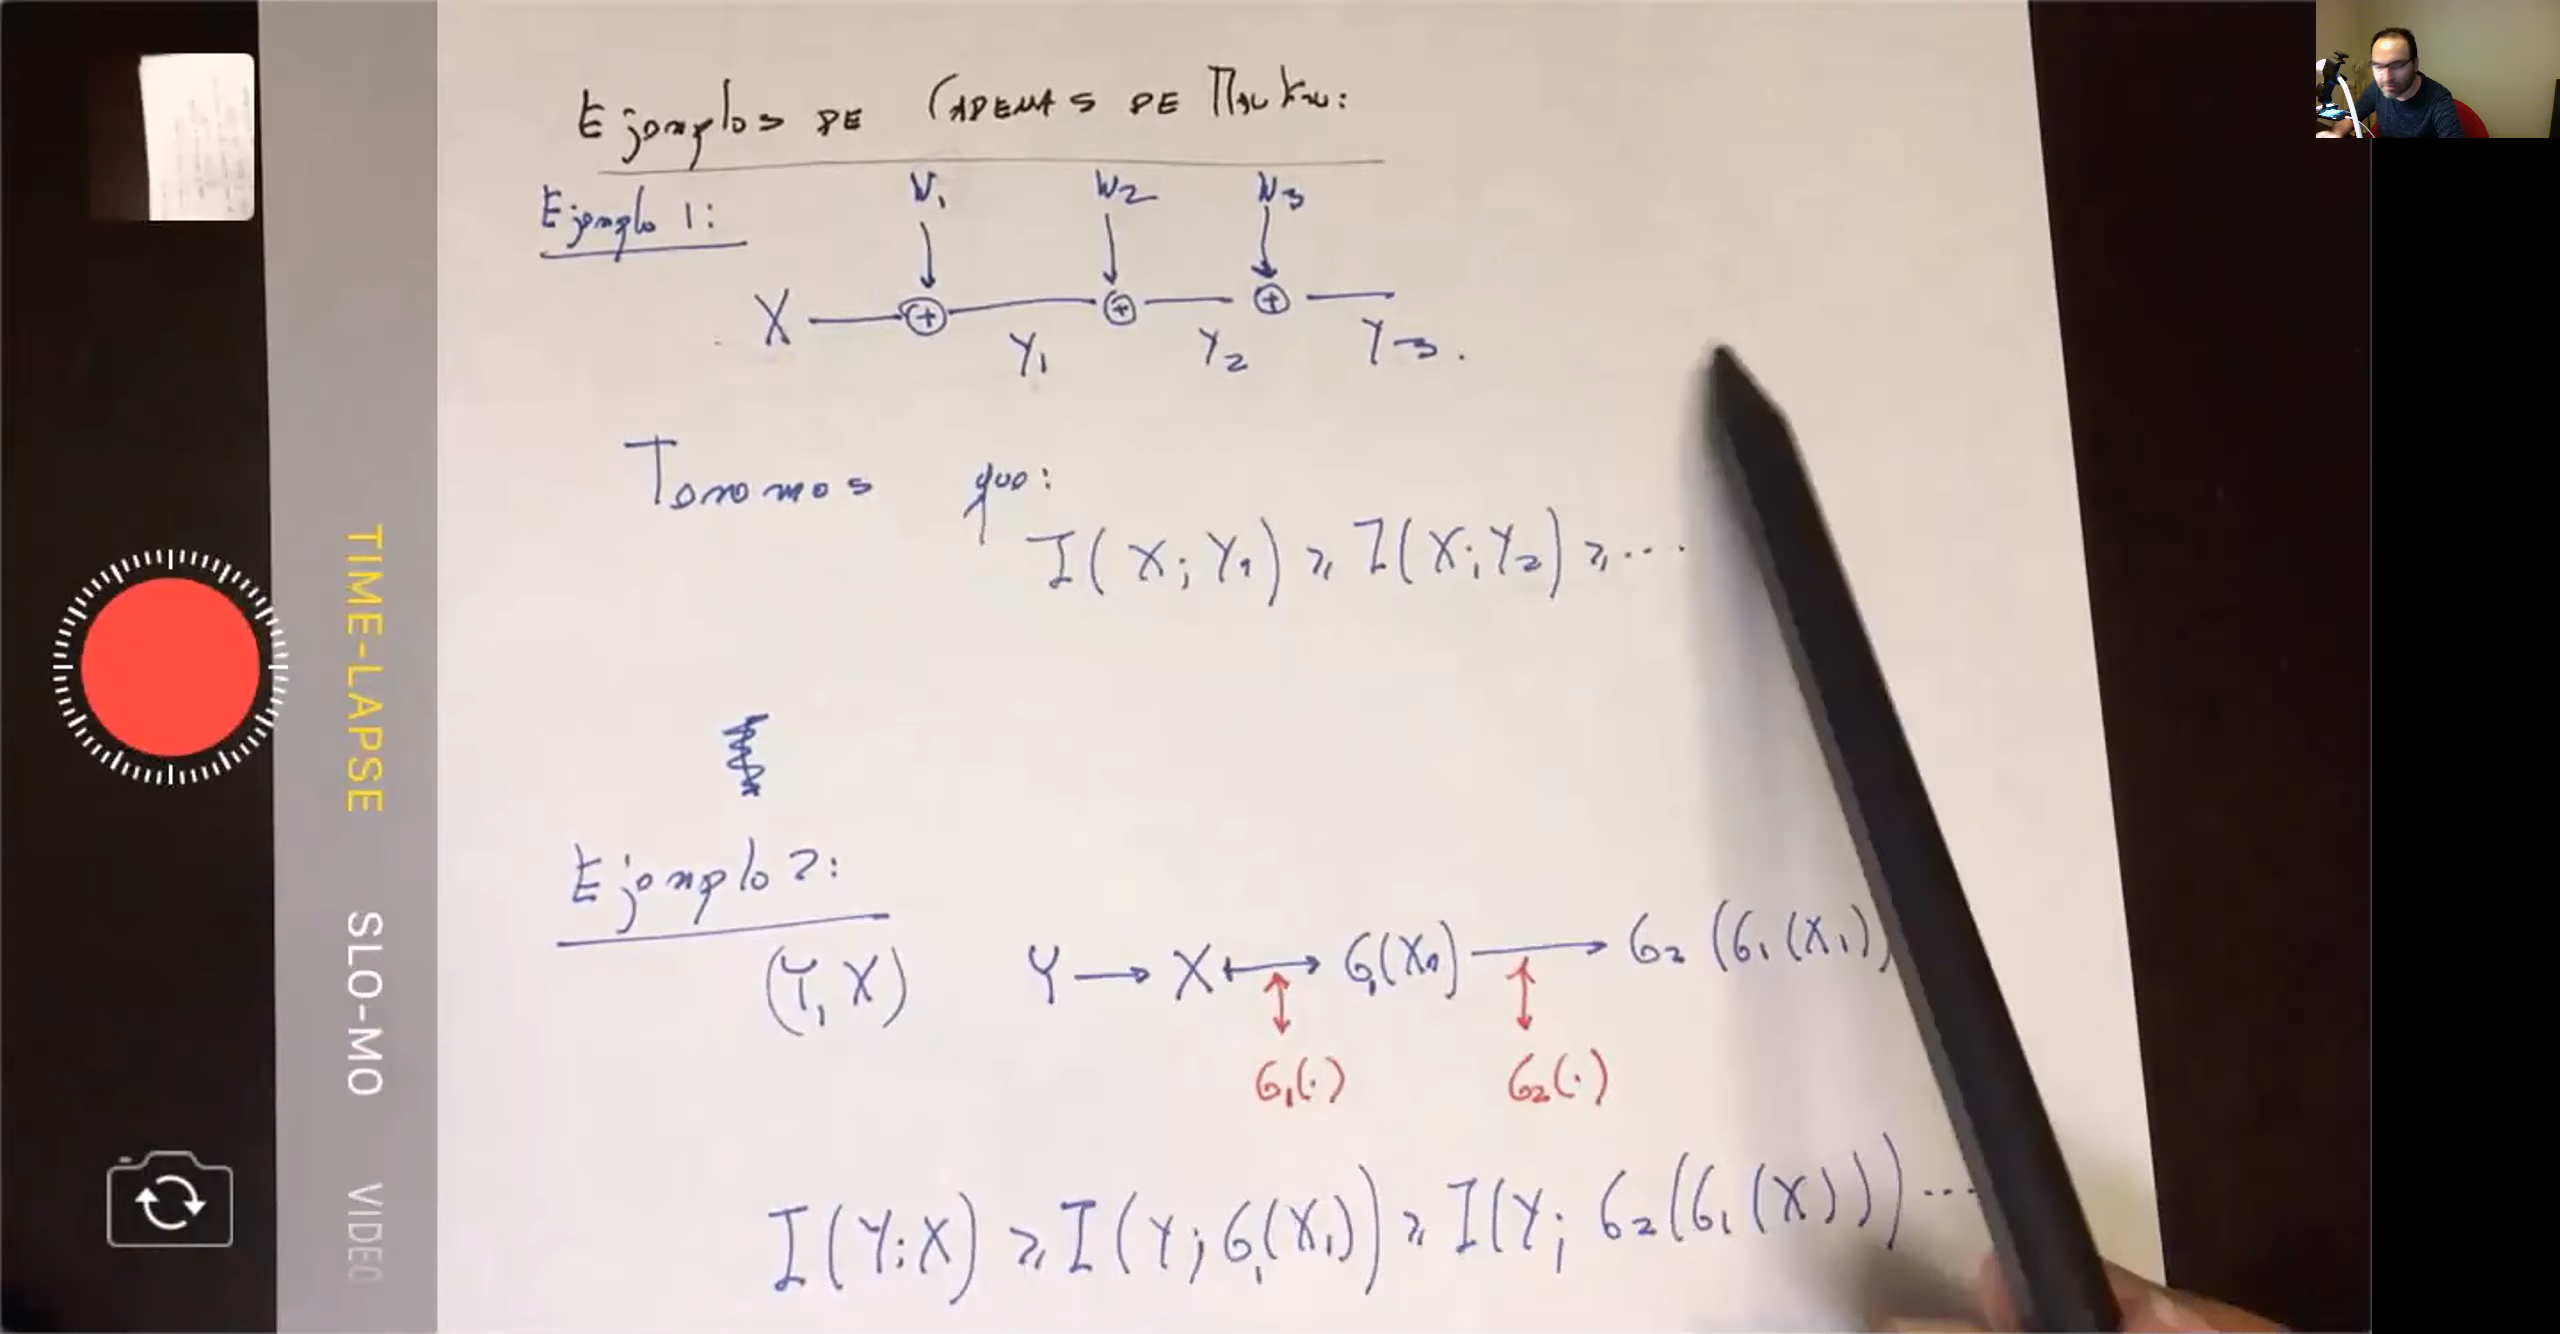 Ejemplos DE CADENAS DE Markov:
Ejemplo 1:
W1 W2 W3
X + + +
Y1 Y2 Y3.
Tenemos que:
I(X;Y1) ≥ I(X;Y2) ≥ ...
Ejemplo 2:
(Y,X) Y → X ↔ G1(X1) → G2(G1(X1)
G1(·) G2(·)
I(Y;X) ≥ I(Y;G1(X1)) ≥ I(Y; G2(G1(X))) ...
TIME-LAPSE
SLO-MO
VIDEO